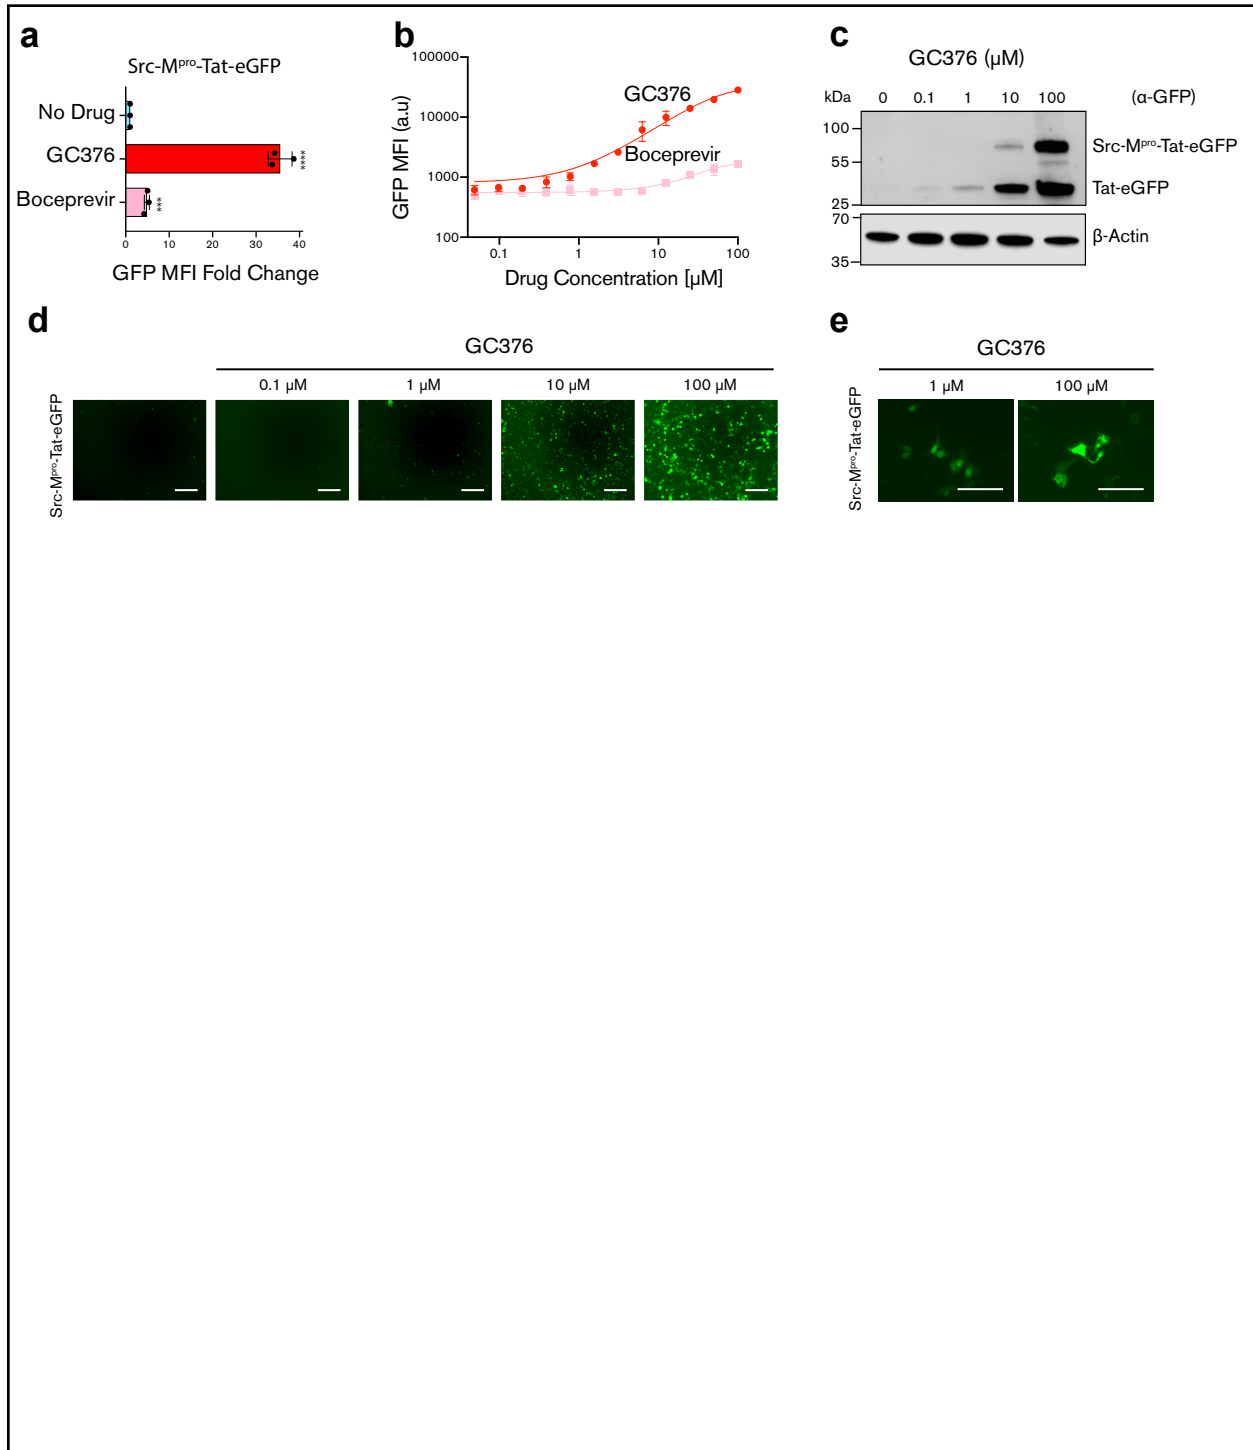 a
Src-Mᵖʳᵒ-Tat-eGFP
No Drug
GC376
****
Boceprevir
***
0 10 20 30 40
GFP MFI Fold Change
b
100000
10000
1000
100
GFP MFI (a.u)
GC376
Boceprevir
0.1 1 10 100
Drug Concentration [µM]
c
GC376 (µM)
kDa 0 0.1 1 10 100 (α-GFP)
100
55
25
Src-Mᵖʳᵒ-Tat-eGFP
Tat-eGFP
70
35
β-Actin
d
GC376
0.1 µM 1 µM 10 µM 100 µM
Src-Mᵖʳᵒ-Tat-eGFP
e
GC376
1 µM 100 µM
Src-Mᵖʳᵒ-Tat-eGFP